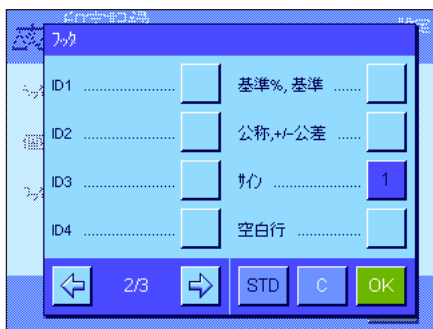 フッタ
ID1 ..................... 
基準%, 基準 ......
ID2 .....................
公称,+/-公差 .....
ID3 .....................
サイン .................... 1
ID4 .....................
空白行 ................
2/3
STD
C
OK